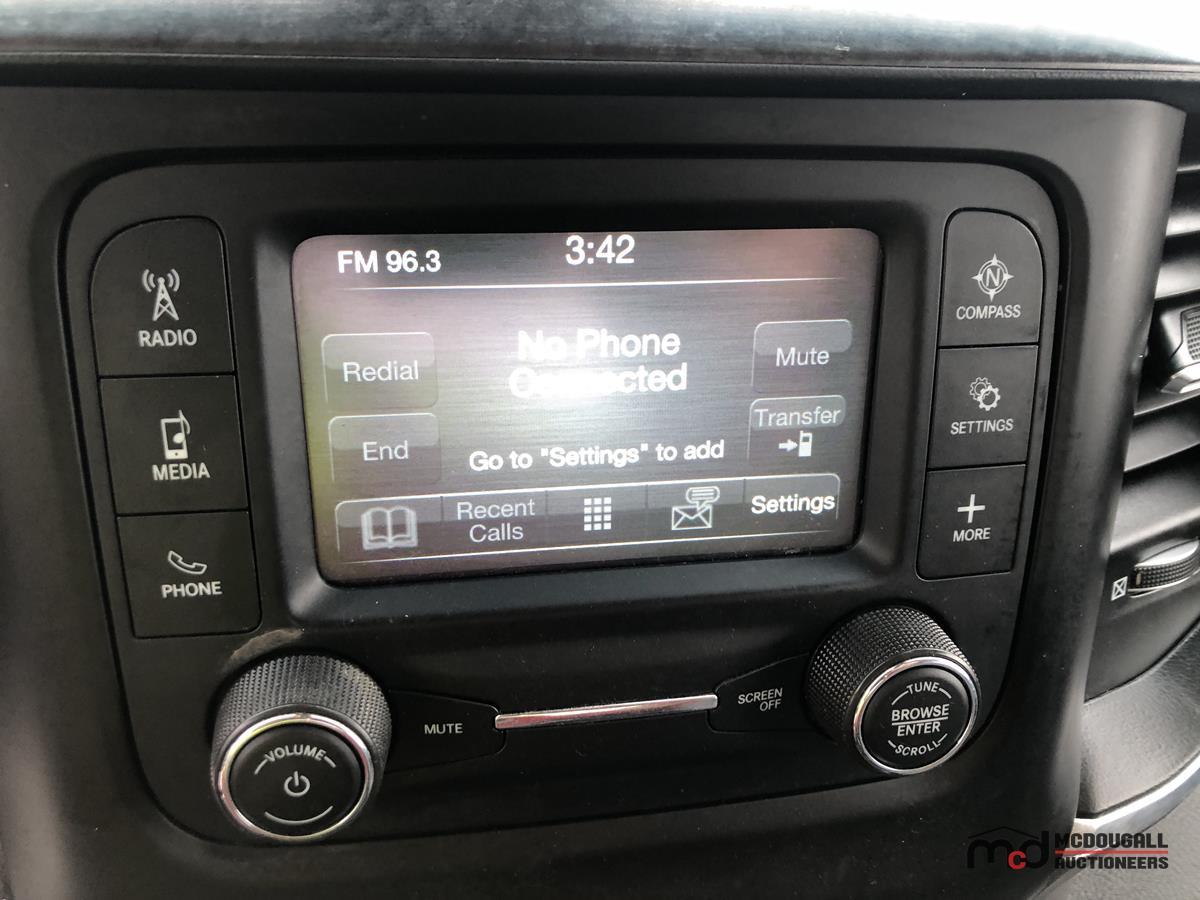 FM 96.3
3:42
RADIO
MEDIA
PHONE
Redial
End
No Phone
Connected
Go to "Settings" to add
Mute
Transfer
Recent
Calls
Settings
N
COMPASS
SETTINGS
MORE
VOLUME
MUTE
SCREEN
OFF
TUNE
BROWSE
ENTER
SCROLL
mcd
MCDOUGALL
AUCTIONEERS